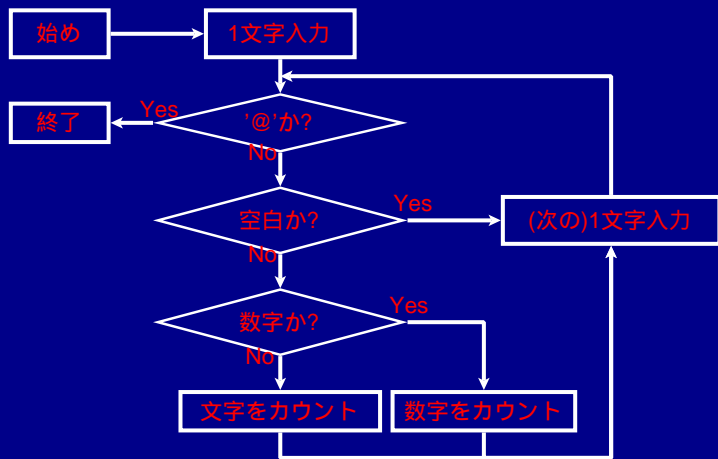 始め
1文字入力
終了
Yes
'@'か?
No
空白か?
Yes
(次の)1文字入力
No
数字か?
Yes
No
文字をカウント
数字をカウント